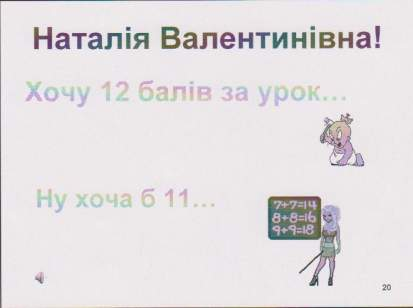 Наталія Валентинівна!
Хочу 12 балів за урок...
Ну хоча б 11...
7+7=14
8+8=16
9+9=18
20